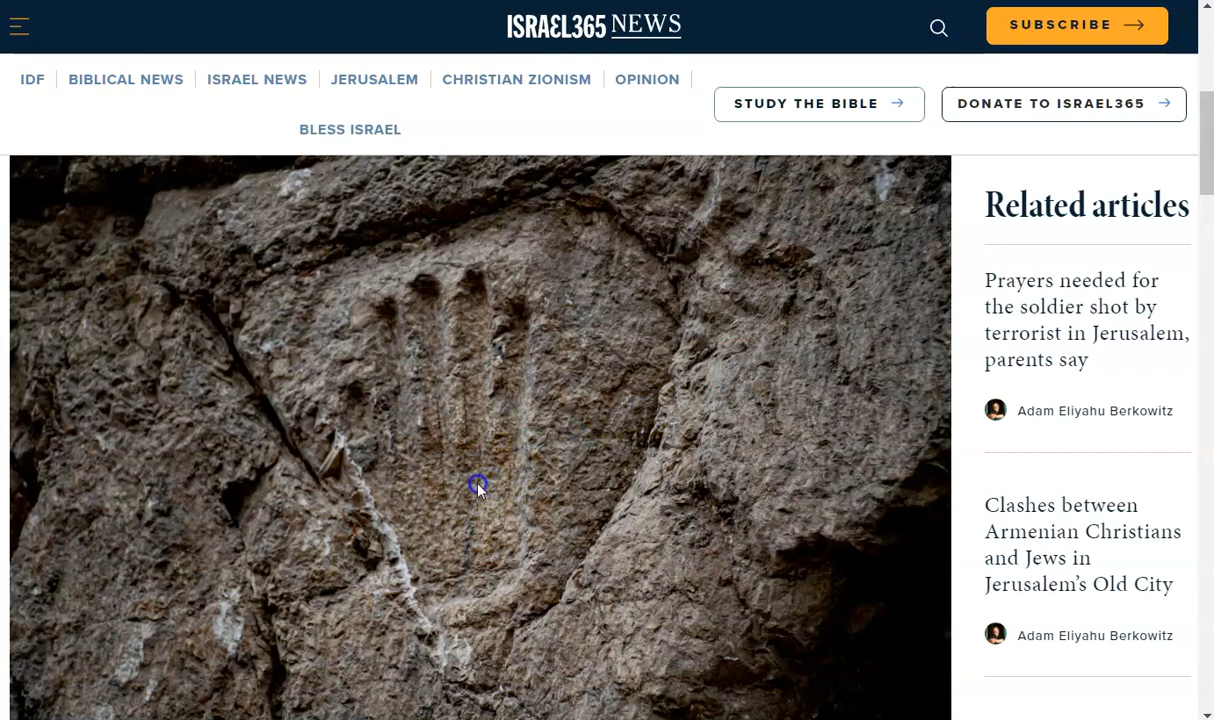 ISRAEL365 NEWS
SUBSCRIBE
IDF
BIBLICAL NEWS
ISRAEL NEWS
JERUSALEM
CHRISTIAN ZIONISM
OPINION
BLESS ISRAEL
STUDY THE BIBLE
DONATE TO ISRAEL365
Related articles
Prayers needed for
the soldier shot by
terrorist in Jerusalem,
parents say
Adam Eliyahu Berkowitz
Clashes between
Armenian Christians
and Jews in
Jerusalem’s Old City
Adam Eliyahu Berkowitz